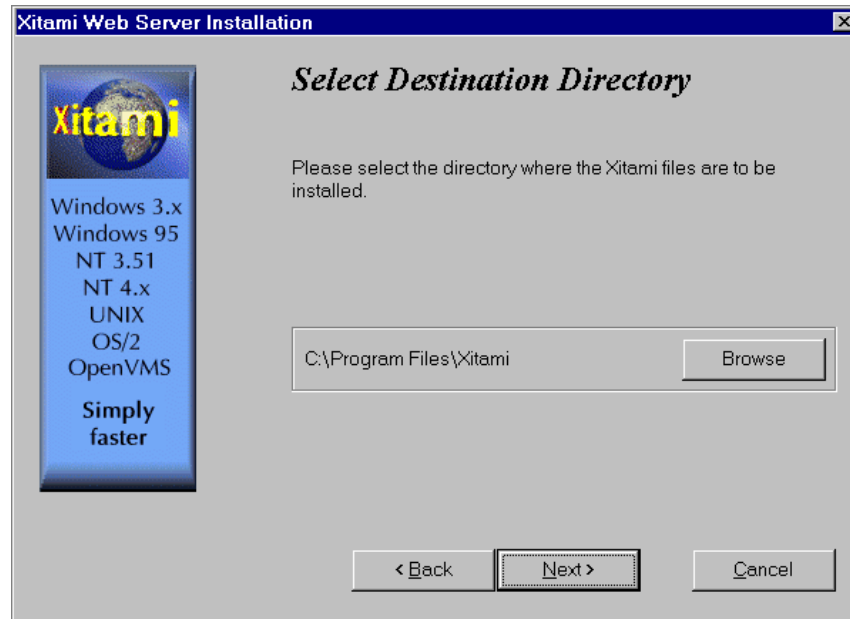 Xitami Web Server Installation
Xitami
Windows 3.x
Windows 95
NT 3.51
NT 4.x
UNIX
OS/2
OpenVMS
Simply
faster
Select Destination Directory
Please select the directory where the Xitami files are to be
installed.
C:\Program Files\Xitami
Browse
< Back
Next >
Cancel